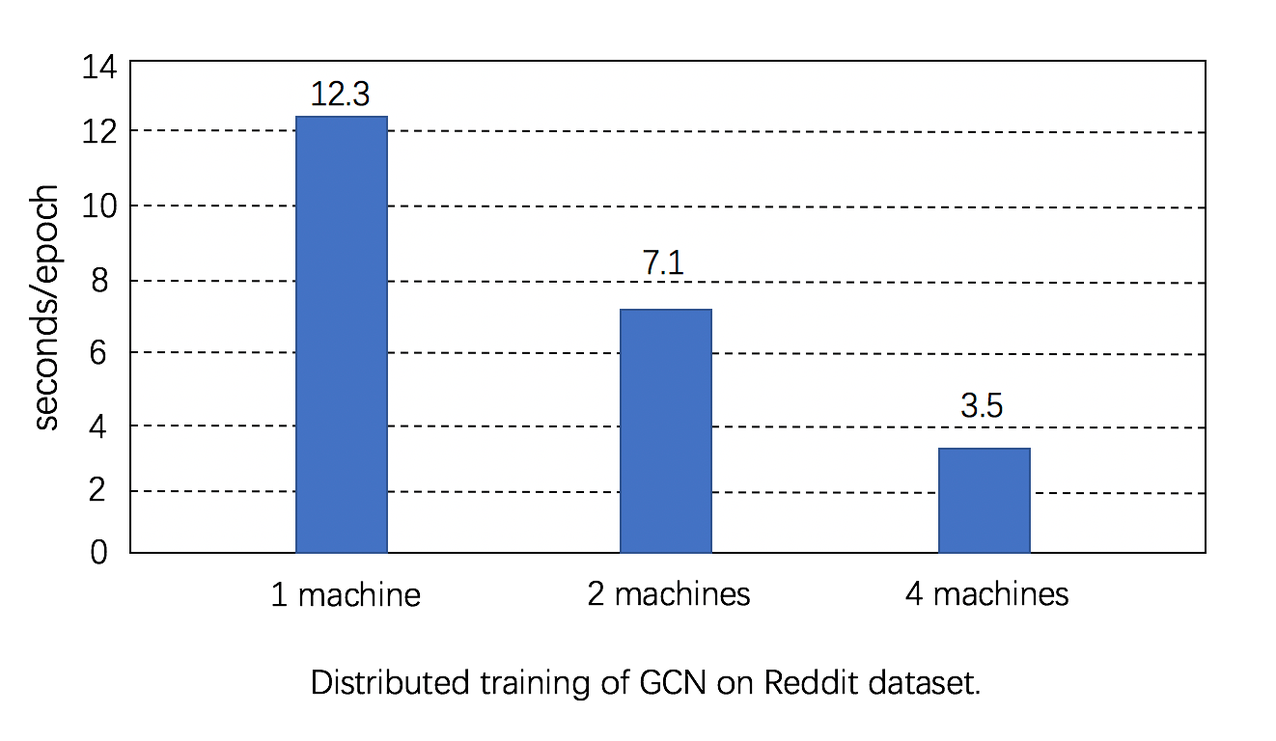 14
12.3
12
10
8
7.1
6
4
3.5
2
0
seconds/epoch
1 machine
2 machines
4 machines
Distributed training of GCN on Reddit dataset.